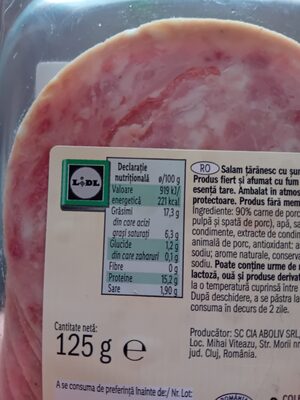 LIDL
Declarație
nutrițională ø/100 g
Valoare 919 kJ/
energetică 221 kcal
Grăsimi 17,3 g
din care acizi
grași saturați 6,3 g
Glucide 1,2 g
din care zaharuri 0,1 g
Fibre 0 g
Proteine 15,2 g
Sare 1,90 g
Cantitate netă:
125 g e
A se consuma de preferință înainte de:/ Nr. Lot:
RO Salam țărănesc cu șun
Produs fiert și afumat cu fum
esență tare. Ambalat în atmos
protectoare. Produs fără mem
Ingrediente: 90% carne de porc
pulpă și spată de porc), apă, sa
condimente, extracte de condin
animală de porc, antioxidant: a
sodiu; arome naturale, conserva
sodiu. Poate conține urme de
lactoză, ouă și produse deriva
la o temperatură cuprinsă între
După deschidere, a se păstra la
consuma în decurs de 2 zile.
Producător: SC CIA ABOLIV SRL,
Loc. Mihai Viteazu, Str. Morii nr
jud. Cluj, România.
ROMÂNIA